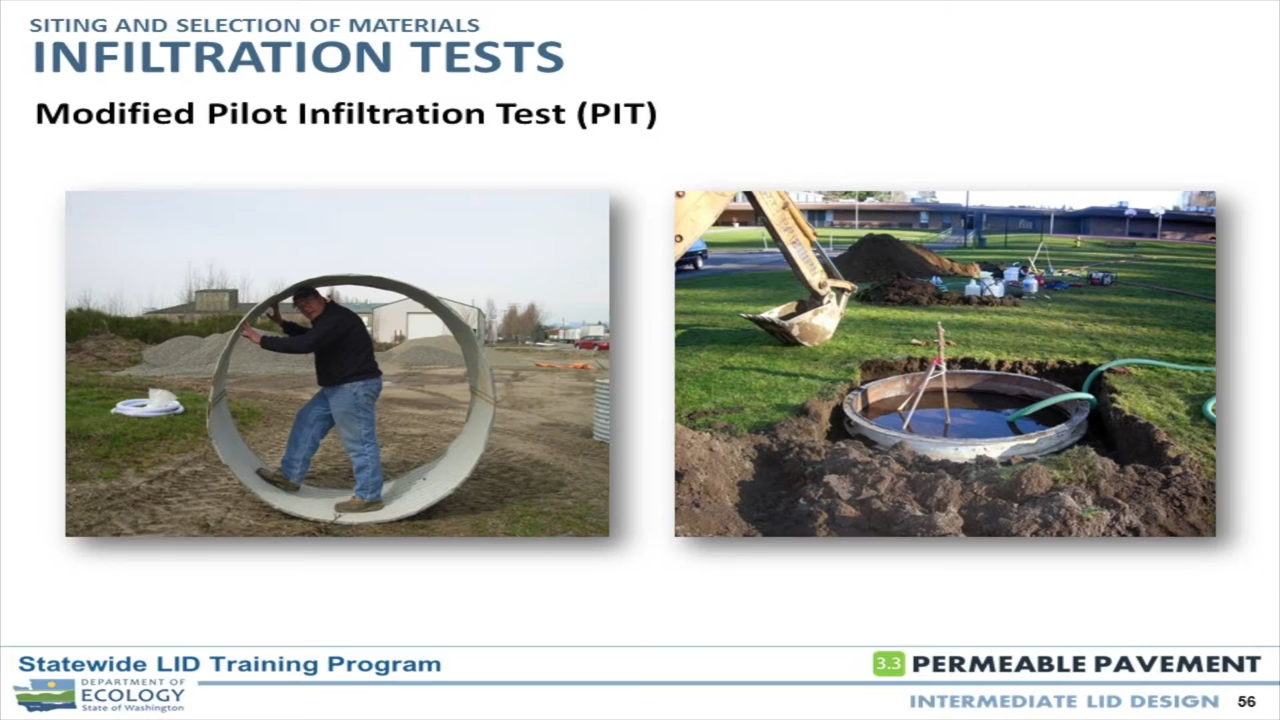 SITING AND SELECTION OF MATERIALS
INFILTRATION TESTS
Modified Pilot Infiltration Test (PIT)
Statewide LID Training Program
DEPARTMENT OF
ECOLOGY
State of Washington
3.3 PERMEABLE PAVEMENT
INTERMEDIATE LID DESIGN 56